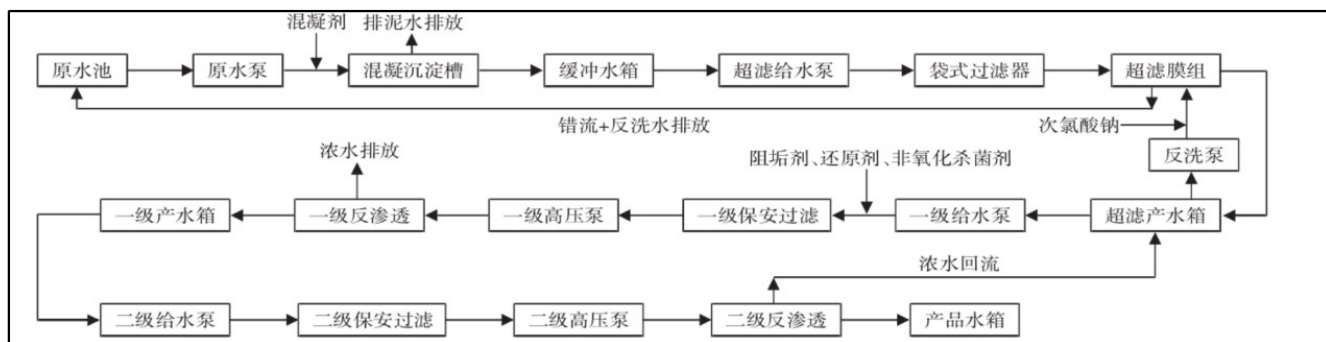 混凝剂
排泥水排放
原水池
原水泵
混凝沉淀槽
缓冲水箱
超滤给水泵
袋式过滤器
超滤膜组
错流+反洗水排放
次氯酸钠
反洗泵
浓水排放
阻垢剂、还原剂、非氧化杀菌剂
一级产水箱
一级反渗透
一级高压泵
一级保安过滤
一级给水泵
超滤产水箱
浓水回流
二级给水泵
二级保安过滤
二级高压泵
二级反渗透
产品水箱